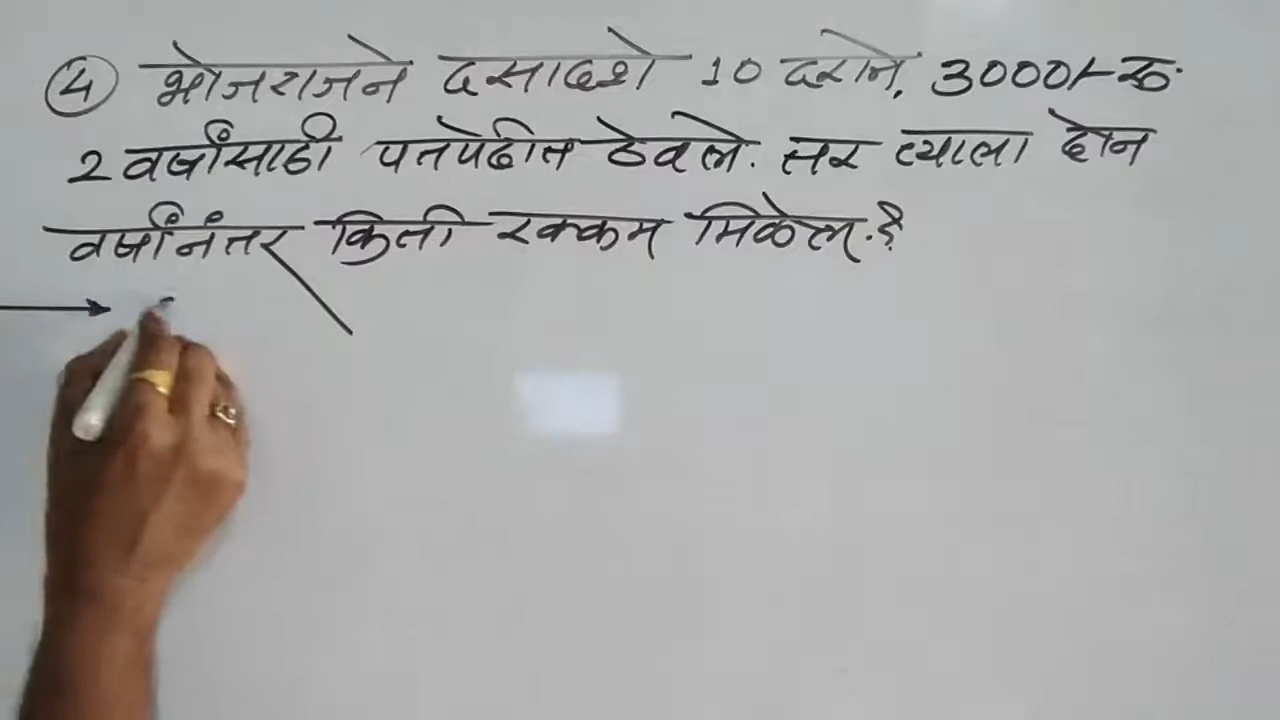 ④ भोजराजने दसादशे 10 दराने, 3000/- रु.
2 वर्षांसाठी पतपेढीत ठेवले. तर त्याला दोन
वर्षांनंतर किती रक्कम मिळेल.?